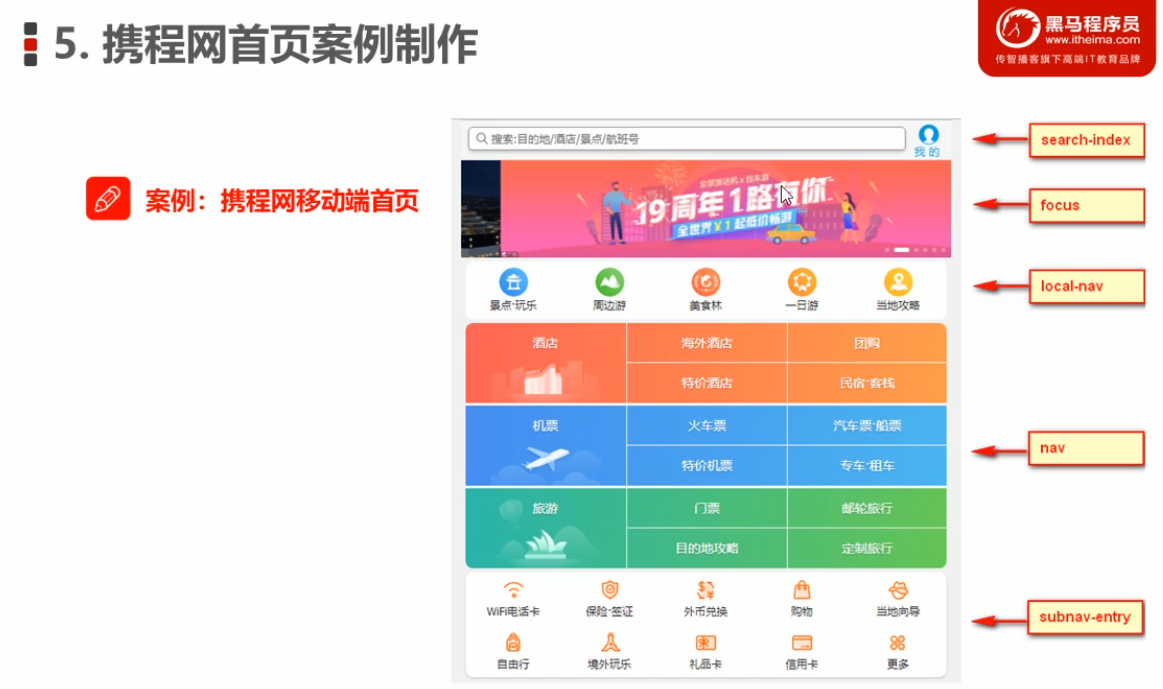 5. 携程网首页案例制作
黑马程序员
www.itheima.com
传智播客旗下高端IT教育品牌
案例：携程网移动端首页
搜索:目的地/酒店/景点/航班号
我的
search-index
全球接送机x包车游
19周年1路有你
全世界¥1起低价畅游
focus
景点·玩乐 周边游 美食林 一日游 当地攻略
local-nav
酒店 海外酒店 团购
特价酒店 民宿·客栈
机票 火车票 汽车票·船票
特价机票 专车·租车
nav
旅游 门票 邮轮旅行
目的地攻略 定制旅行
WiFi电话卡 保险·签证 外币兑换 购物 当地向导
subnav-entry
自由行 境外玩乐 礼品卡 信用卡 更多